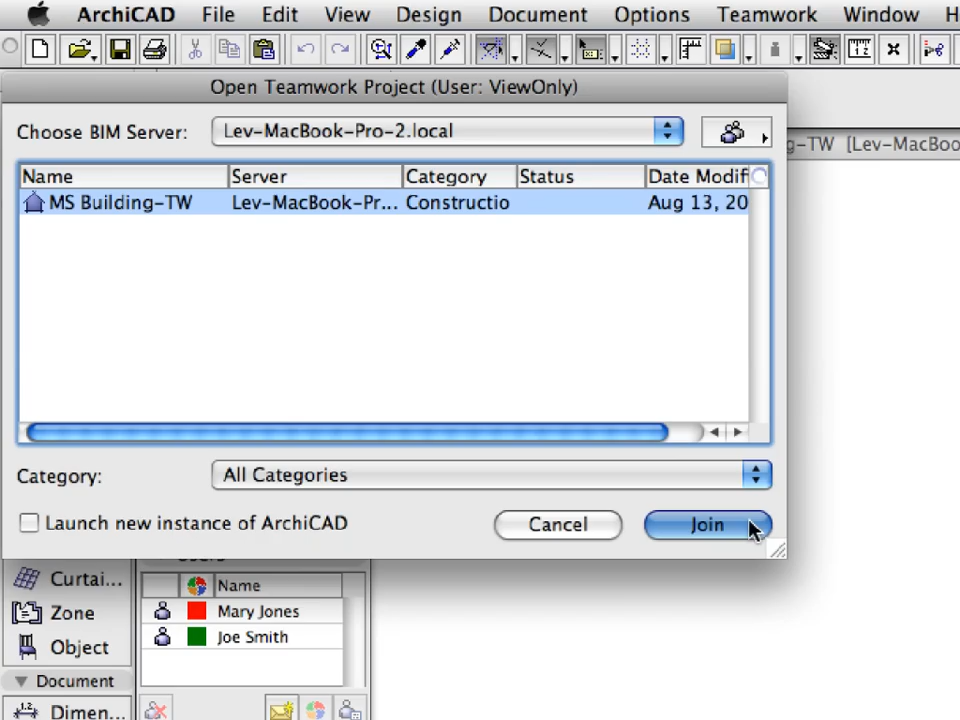 ArchiCAD File Edit View Design Document Options Teamwork Window H
Open Teamwork Project (User: ViewOnly)
Choose BIM Server: Lev-MacBook-Pro-2.local
g-TW [Lev-MacBoo
Name Server Category Status Date Modif
MS Building-TW Lev-MacBook-Pr... Constructio Aug 13, 20
Category: All Categories
Launch new instance of ArchiCAD Cancel Join
Curtai... Name
Zone Mary Jones
Joe Smith
Object
Document
Dimen...